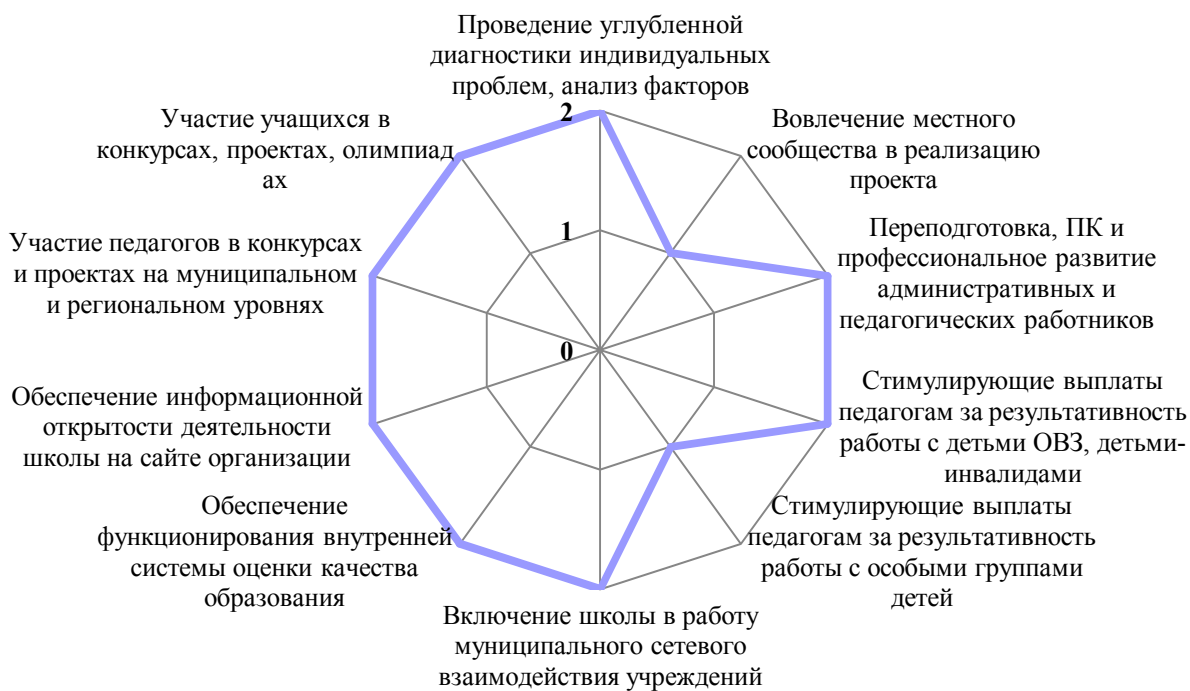 Проведение углубленной
диагностики индивидуальных
проблем, анализ факторов
Вовлечение местного
сообщества в реализацию
проекта
Переподготовка, ПК и
профессиональное развитие
административных и
педагогических работников
Стимулирующие выплаты
педагогам за результативность
работы с детьми ОВЗ, детьми-
инвалидами
Стимулирующие выплаты
педагогам за результативность
работы с особыми группами
детей
Включение школы в работу
муниципального сетевого
взаимодействия учреждений
Обеспечение
функционирования внутренней
системы оценки качества
образования
Обеспечение информационной
открытости деятельности
школы на сайте организации
Участие педагогов в конкурсах
и проектах на муниципальном
и региональном уровнях
Участие учащихся в
конкурсах, проектах, олимпиад
ах
2
1
0